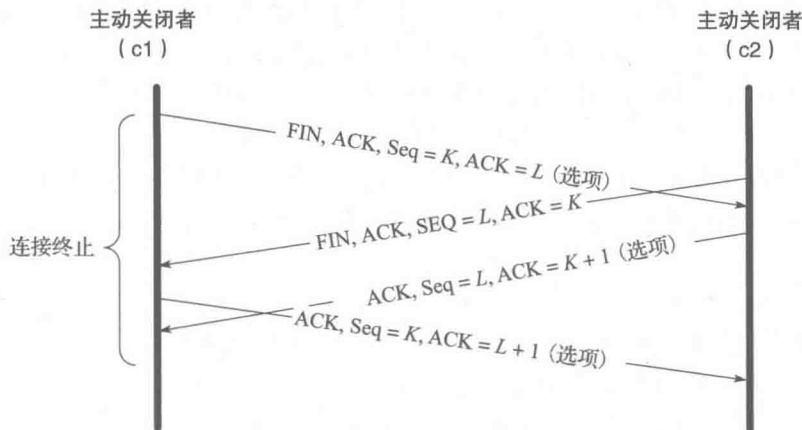 主动关闭者
(c1)
主动关闭者
(c2)
FIN, ACK, Seq = K, ACK = L (选项)
FIN, ACK, SEQ = L, ACK = K
连接终止
ACK, Seq = L, ACK = K + 1 (选项)
ACK, Seq = K, ACK = L + 1 (选项)